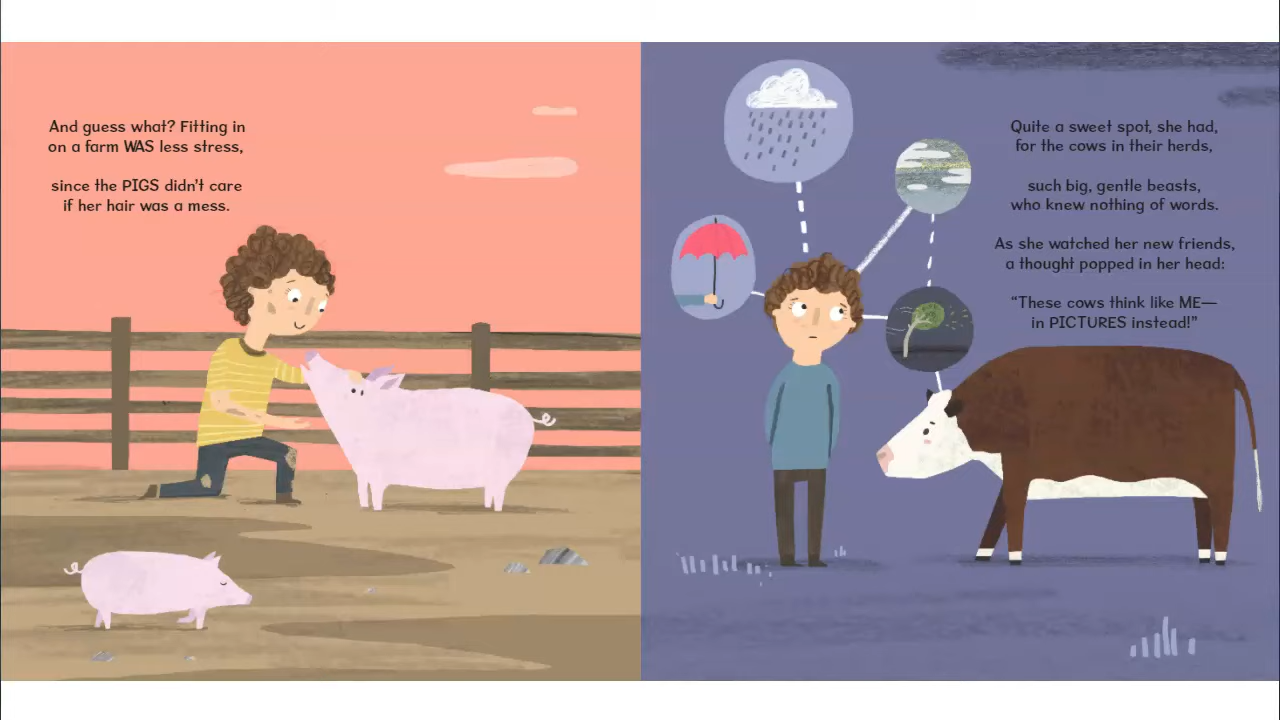 And guess what? Fitting in
on a farm WAS less stress,
since the PIGS didn't care
if her hair was a mess.
Quite a sweet spot, she had,
for the cows in their herds,
such big, gentle beasts,
who knew nothing of words.
As she watched her new friends,
a thought popped in her head:
“These cows think like ME—
in PICTURES instead!”